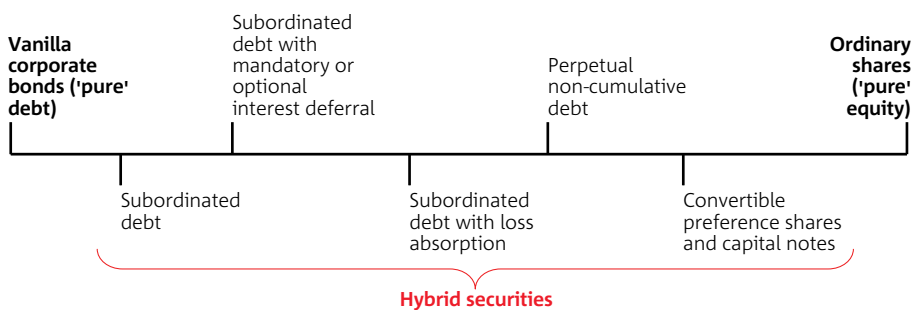 Vanilla
corporate
bonds ('pure'
debt)
Subordinated
debt with
mandatory or
optional
interest deferral
Perpetual
non-cumulative
debt
Ordinary
shares
('pure'
equity)
Subordinated
debt
Subordinated
debt with loss
absorption
Convertible
preference shares
and capital notes
Hybrid securities